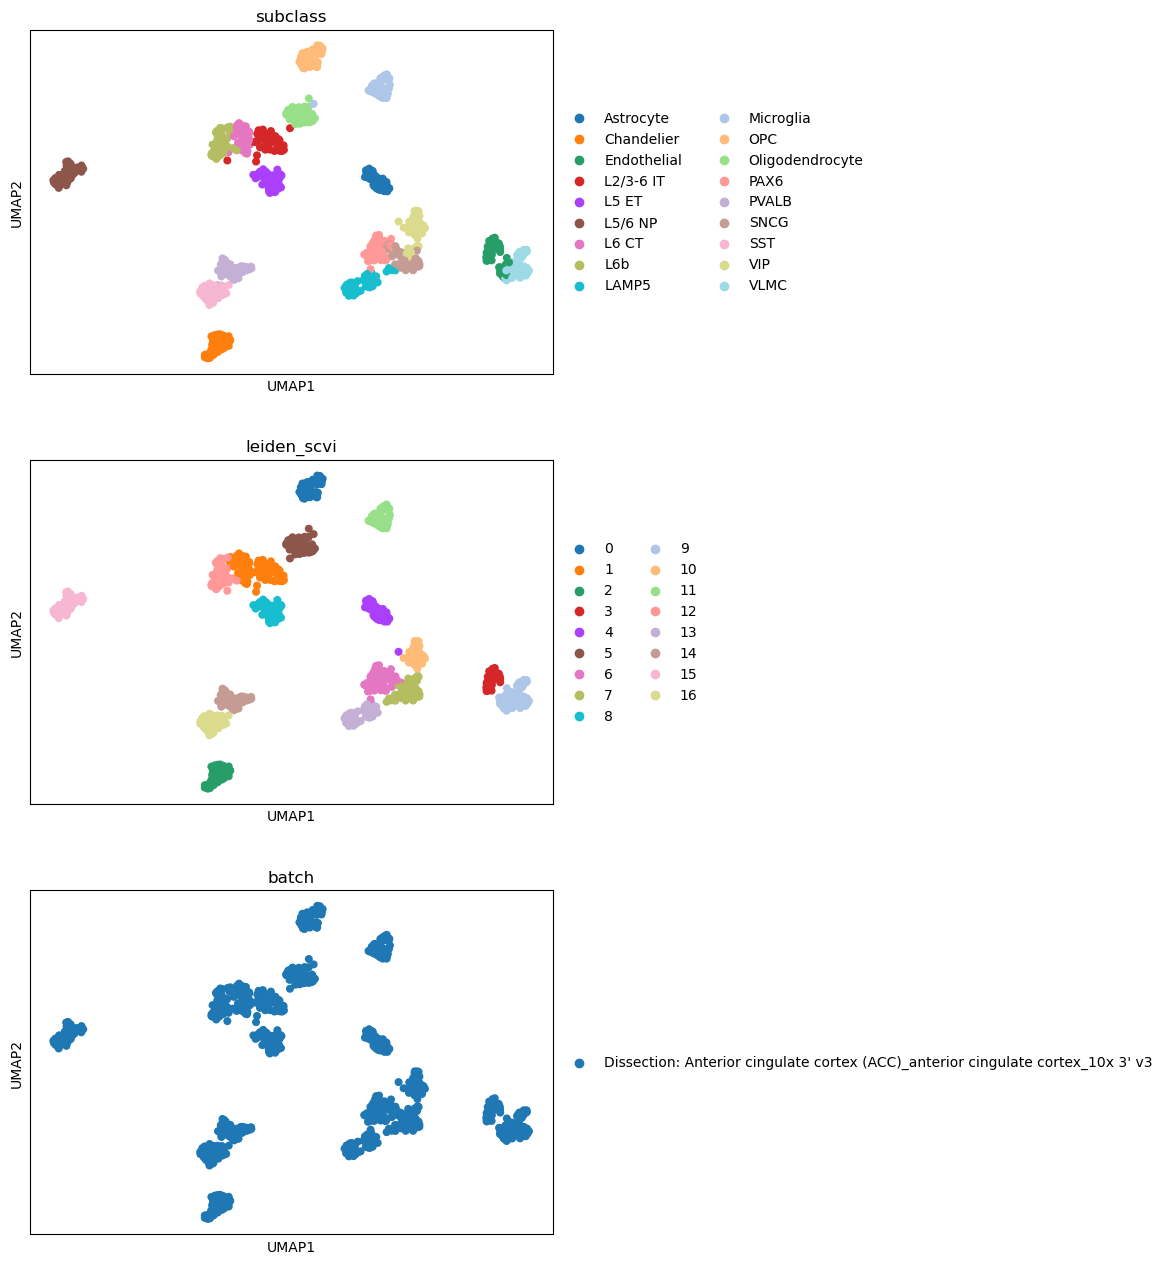 subclass
UMAP2
UMAP1
Astrocyte
Chandelier
Endothelial
L2/3-6 IT
L5 ET
L5/6 NP
L6 CT
L6b
LAMP5
Microglia
OPC
Oligodendrocyte
PAX6
PVALB
SNCG
SST
VIP
VLMC
leiden_scvi
UMAP2
UMAP1
0
1
2
3
4
5
6
7
8
9
10
11
12
13
14
15
16
batch
UMAP2
UMAP1
Dissection: Anterior cingulate cortex (ACC)_anterior cingulate cortex_10x 3' v3